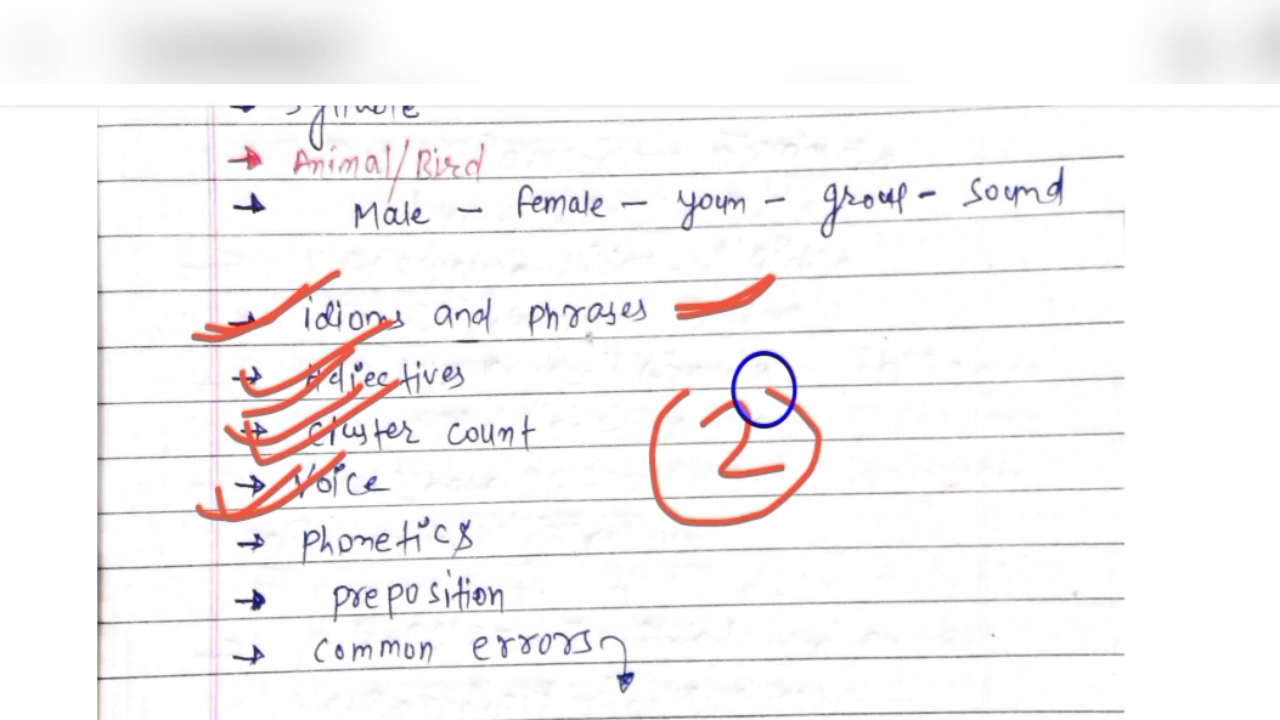 → syllable
→ Animal/Bird
→ Male – female – youn – group – sound
→ idioms and phrases
→ Adjectives
→ cluster count
→ Voice
→ phonetics
→ preposition
→ common errors
2